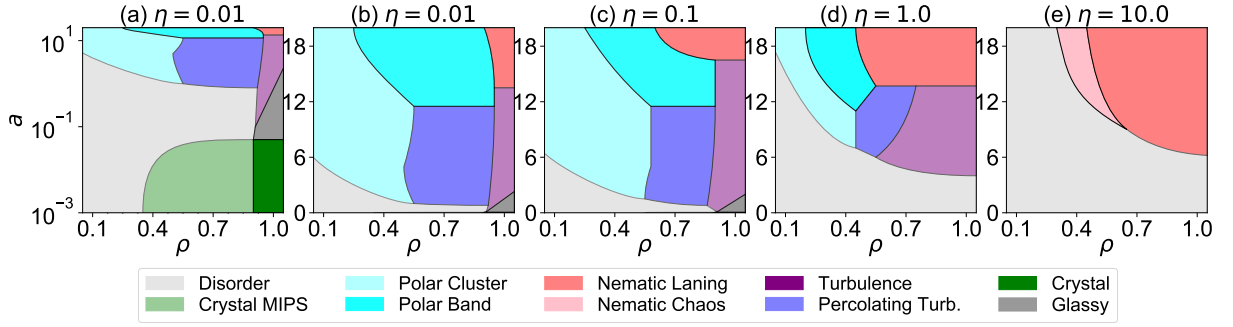 (a) η = 0.01 (b) η = 0.01 (c) η = 0.1 (d) η = 1.0 (e) η = 10.0
10¹ 18 18 18 18
12 12 12 12
a 10⁻¹
6 6 6 6
10⁻³ 0 0 0 0
0.1 0.4 0.7 1.0 0.1 0.4 0.7 1.0 0.1 0.4 0.7 1.0 0.1 0.4 0.7 1.0 0.1 0.4 0.7 1.0
ρ ρ ρ ρ ρ
Disorder Polar Cluster Nematic Laning Turbulence Crystal
Crystal MIPS Polar Band Nematic Chaos Percolating Turb. Glassy